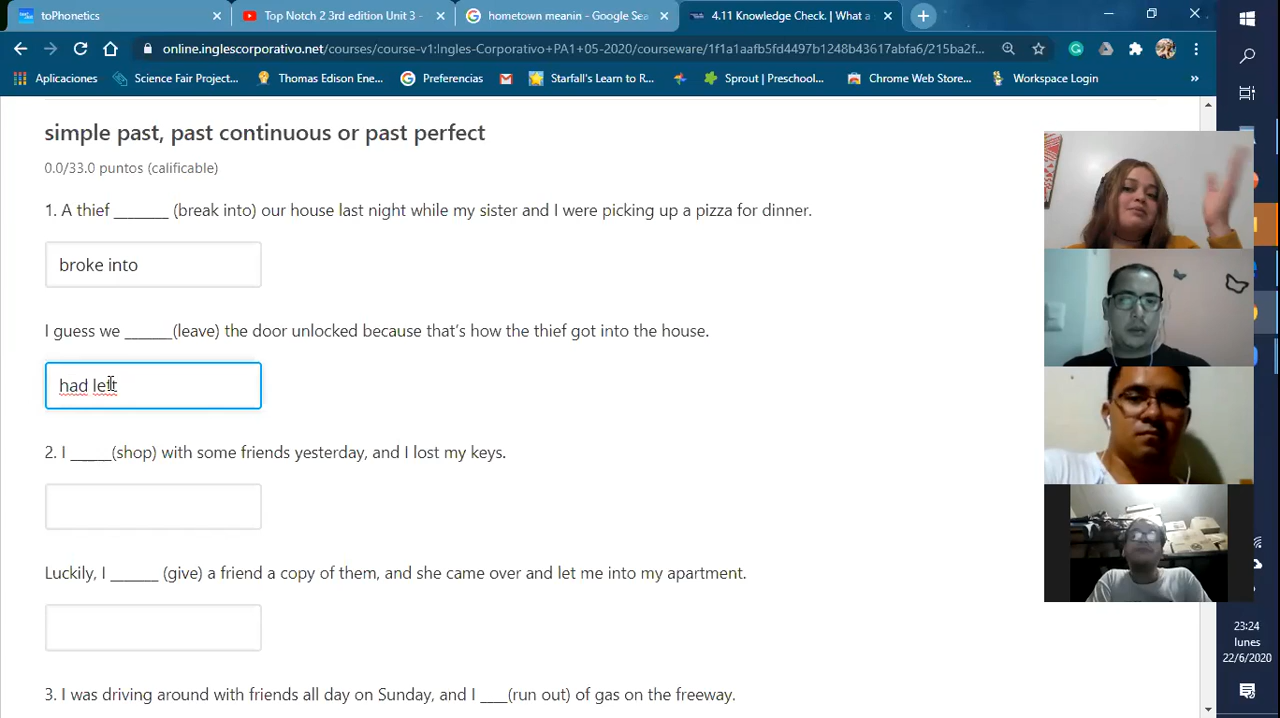 toPhonetics
Top Notch 2 3rd edition Unit 3 -
hometown meanin - Google Sea
4.11 Knowledge Check. | What a
online.inglescorporativo.net/courses/course-v1:Ingles-Corporativo+PA1+05-2020/courseware/1f1a1aafb5fd4497b1248b43617abfa6/215ba2f...
Aplicaciones
Science Fair Project...
Thomas Edison Ene...
Preferencias
Starfall's Learn to R...
Sprout | Preschool...
Chrome Web Store...
Workspace Login
»
simple past, past continuous or past perfect
0.0/33.0 puntos (calificable)
1. A thief _______ (break into) our house last night while my sister and I were picking up a pizza for dinner.
broke into
I guess we ______(leave) the door unlocked because that's how the thief got into the house.
had left
2. I _____(shop) with some friends yesterday, and I lost my keys.
Luckily, I ______ (give) a friend a copy of them, and she came over and let me into my apartment.
3. I was driving around with friends all day on Sunday, and I ___(run out) of gas on the freeway.
23:24
lunes
22/6/2020